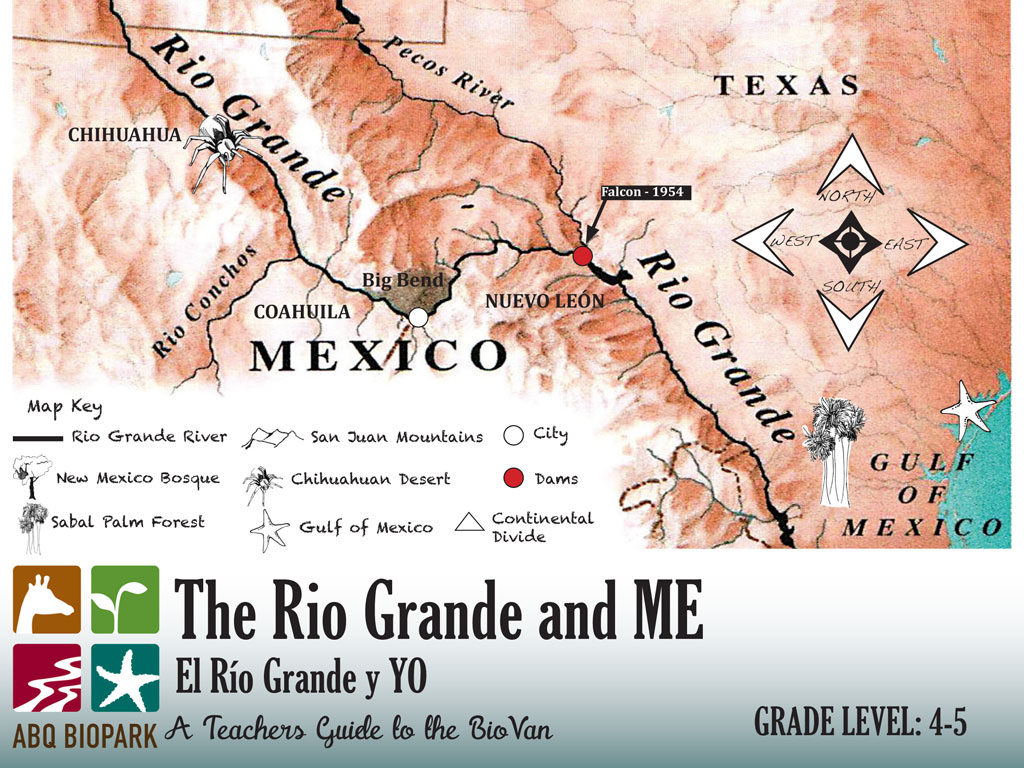 Rio Grande
Pecos River
TEXAS
CHIHUAHUA
Falcon - 1954
NORTH
WEST
EAST
SOUTH
Rio Conchos
Big Bend
COAHUILA
NUEVO LEÓN
Rio Grande
MEXICO
Map Key
Rio Grande River
San Juan Mountains
City
New Mexico Bosque
Chihuahuan Desert
Dams
Sabal Palm Forest
Gulf of Mexico
Continental
Divide
GULF
OF
MEXICO
The Rio Grande and ME
El Río Grande y YO
ABQ BIOPARK
A Teachers Guide to the BioVan
GRADE LEVEL: 4-5